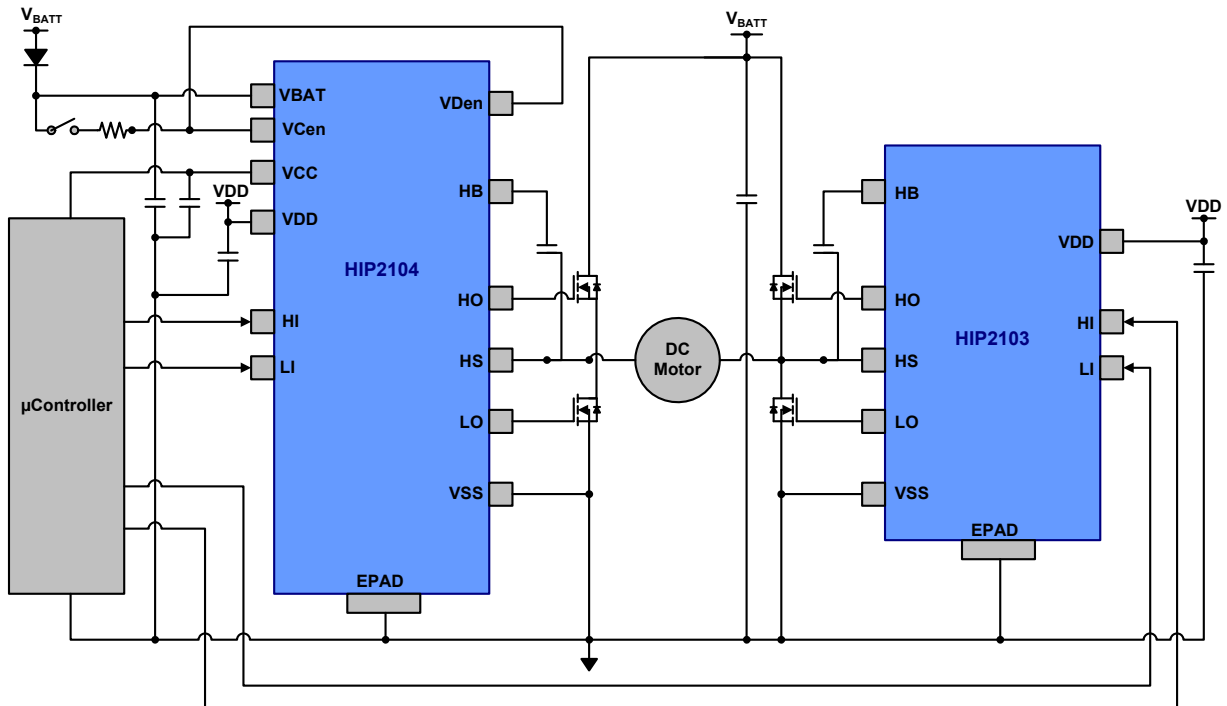 VBATT
VBATT
VBAT
VDen
VCen
VCC
VDD
VDD
HB
HIP2104
HO
HI
HS
LI
LO
VSS
EPAD
µController
DC
Motor
HB
VDD
VDD
HO
HI
HIP2103
HS
LI
LO
VSS
EPAD